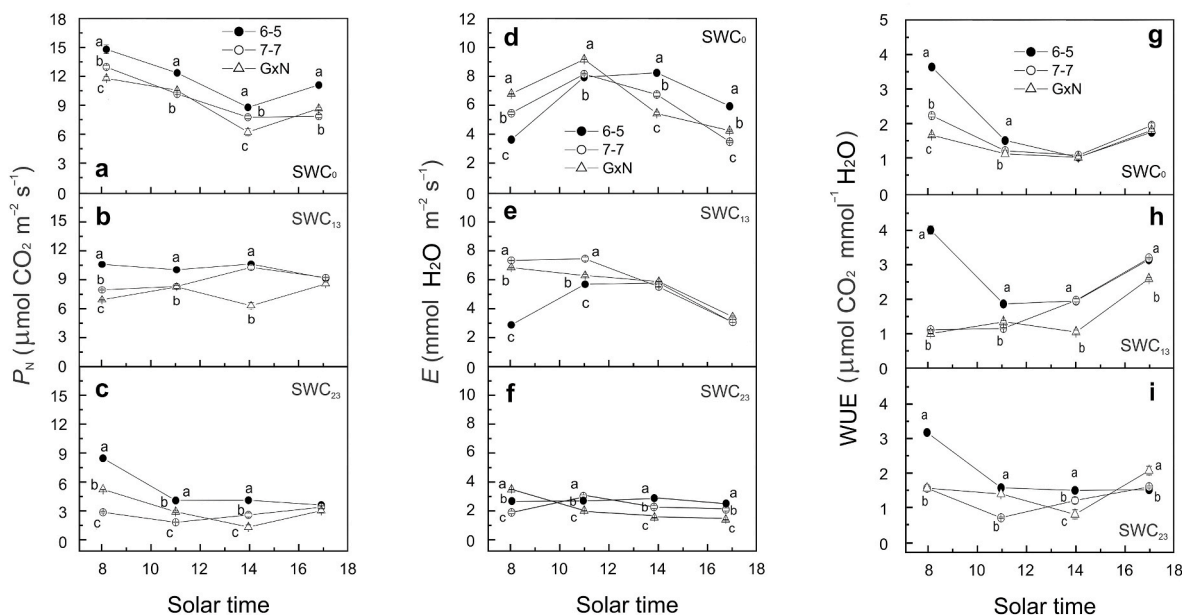 P_N (μmol CO₂ m⁻² s⁻¹)
18
15
12
9
6
3
0
6-5
7-7
GxN
a
b
c
a
b
a
b
c
a
b
a
SWC₀
15
12
9
6
3
0
b
SWC₁₃
a
b
c
a
b
a
b
15
12
9
6
3
0
c
SWC₂₃
a
b
c
a
b
c
a
b
c
8 10 12 14 16 18
Solar time
E (mmol H₂O m⁻² s⁻¹)
12
10
8
6
4
2
0
d
SWC₀
a
b
c
a
b
a
b
c
a
b
c
6-5
7-7
GxN
10
8
6
4
2
0
e
SWC₁₃
a
b
c
a
b
c
10
8
6
4
2
0
f
SWC₂₃
a
b
c
a
b
c
a
b
c
a
b
c
8 10 12 14 16 18
Solar time
WUE (μmol CO₂ mmol⁻¹ H₂O)
5
4
3
2
1
0
6-5
7-7
GxN
g
a
b
c
a
b
SWC₀
4
3
2
1
0
h
a
b
a
b
a
b
a
b
SWC₁₃
4
3
2
1
0
i
a
b
a
b
a
b
c
a
b
SWC₂₃
8 10 12 14 16 18
Solar time